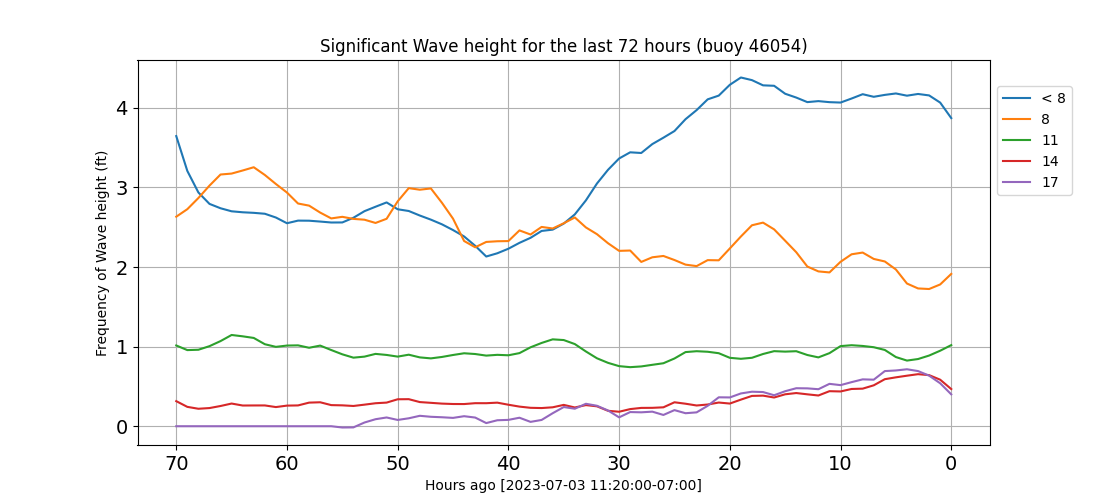 Significant Wave height for the last 72 hours (buoy 46054)
Frequency of Wave height (ft)
4
3
2
1
0
70 60 50 40 30 20 10 0
Hours ago [2023-07-03 11:20:00-07:00]
< 8
8
11
14
17